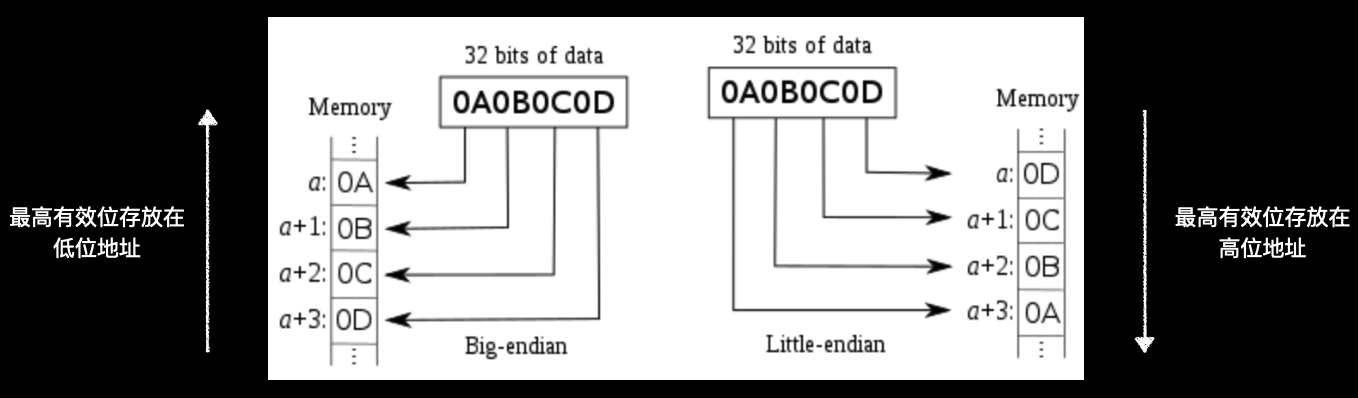 最高有效位存放在
低位地址
32 bits of data
0A0B0C0D
Memory
⋮
a: 0A
a+1: 0B
a+2: 0C
a+3: 0D
⋮
Big-endian
32 bits of data
0A0B0C0D
Memory
⋮
a: 0D
a+1: 0C
a+2: 0B
a+3: 0A
⋮
Little-endian
最高有效位存放在
高位地址